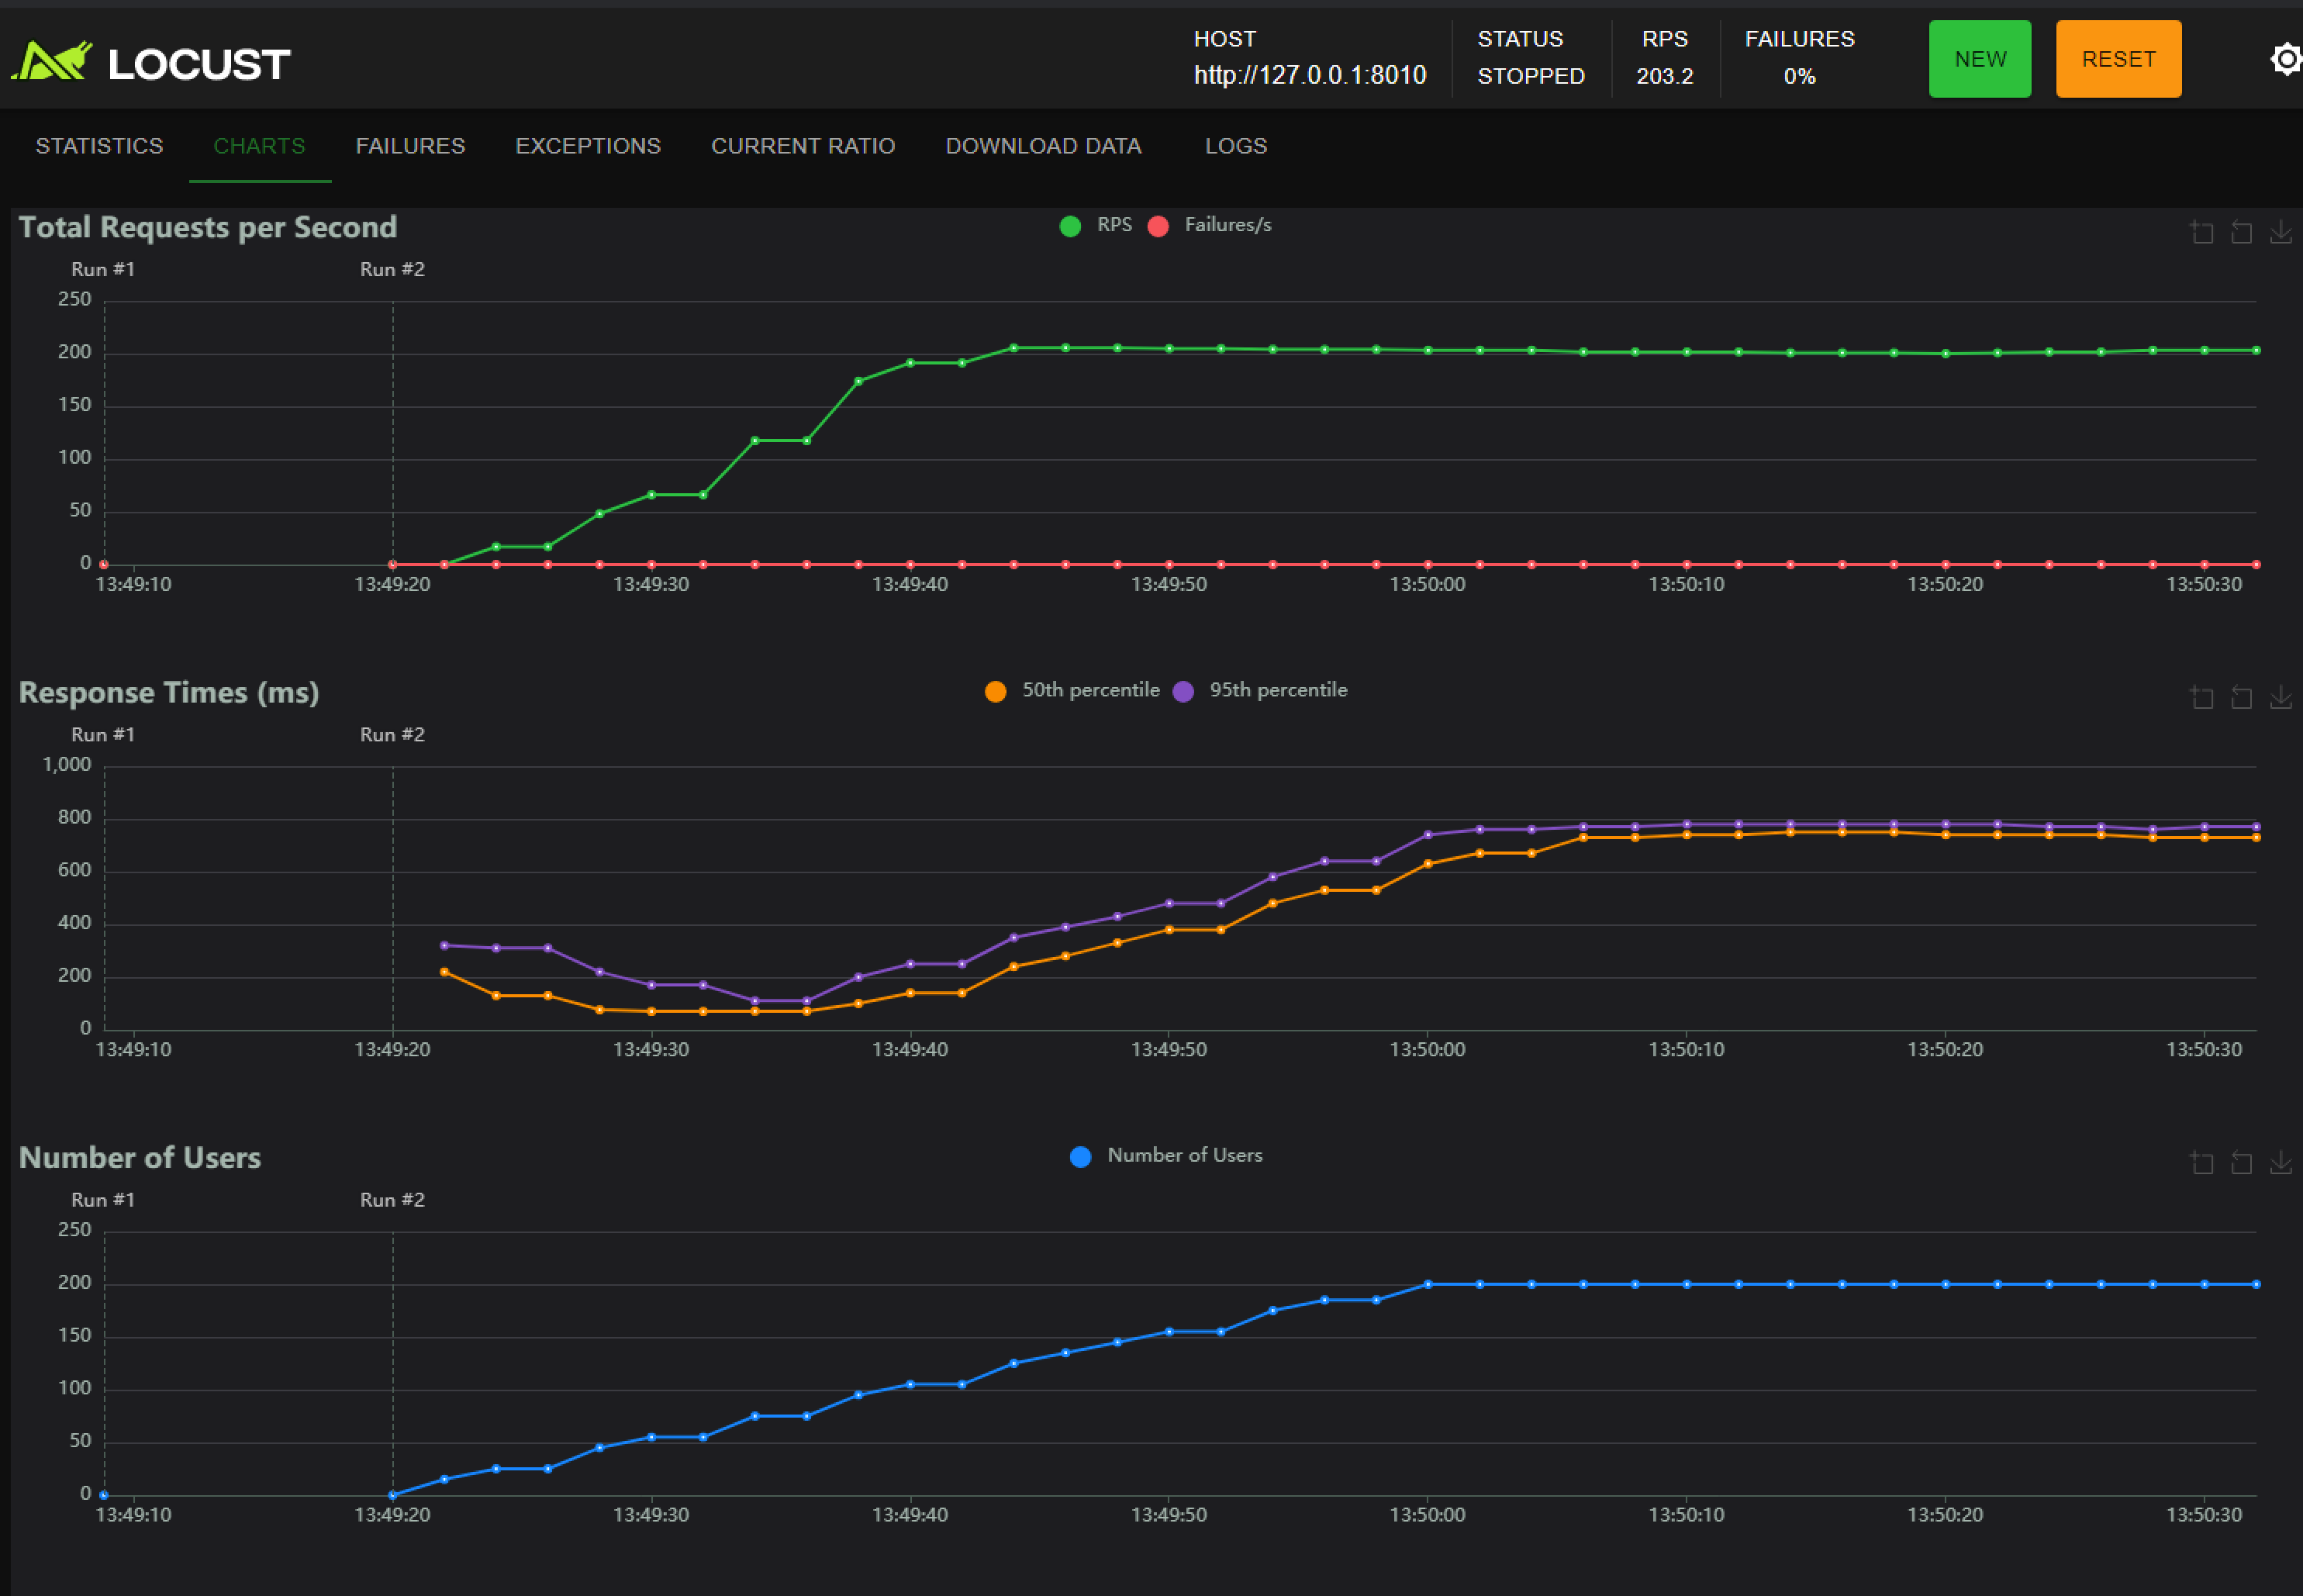 LOCUST
HOST
http://127.0.0.1:8010
STATUS
STOPPED
RPS
203.2
FAILURES
0%
NEW
RESET
STATISTICS CHARTS FAILURES EXCEPTIONS CURRENT RATIO DOWNLOAD DATA LOGS
Total Requests per Second
RPS Failures/s
Run #1 Run #2
250
200
150
100
50
0
13:49:10 13:49:20 13:49:30 13:49:40 13:49:50 13:50:00 13:50:10 13:50:20 13:50:30
Response Times (ms)
50th percentile 95th percentile
Run #1 Run #2
1,000
800
600
400
200
0
13:49:10 13:49:20 13:49:30 13:49:40 13:49:50 13:50:00 13:50:10 13:50:20 13:50:30
Number of Users
Number of Users
Run #1 Run #2
250
200
150
100
50
0
13:49:10 13:49:20 13:49:30 13:49:40 13:49:50 13:50:00 13:50:10 13:50:20 13:50:30